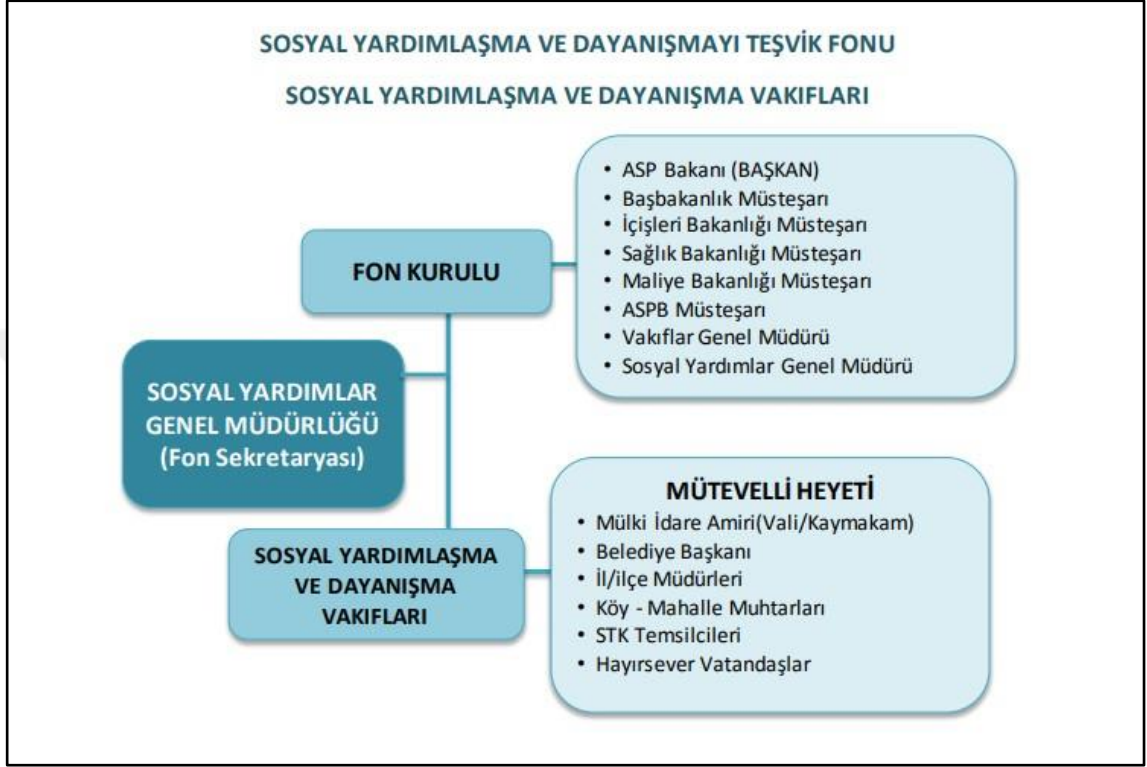 SOSYAL YARDIMLAŞMA VE DAYANIŞMAYI TEŞVİK FONU
SOSYAL YARDIMLAŞMA VE DAYANIŞMA VAKIFLARI
FON KURULU
• ASP Bakanı (BAŞKAN)
• Başbakanlık Müsteşarı
• İçişleri Bakanlığı Müsteşarı
• Sağlık Bakanlığı Müsteşarı
• Maliye Bakanlığı Müsteşarı
• ASPB Müsteşarı
• Vakıflar Genel Müdürü
• Sosyal Yardımlar Genel Müdürü
SOSYAL YARDIMLAR
GENEL MÜDÜRLÜĞÜ
(Fon Sekretaryası)
SOSYAL YARDIMLAŞMA
VE DAYANIŞMA
VAKIFLARI
MÜTEVELLİ HEYETİ
• Mülki İdare Amiri(Vali/Kaymakam)
• Belediye Başkanı
• İl/ilçe Müdürleri
• Köy - Mahalle Muhtarları
• STK Temsilcileri
• Hayırsever Vatandaşlar